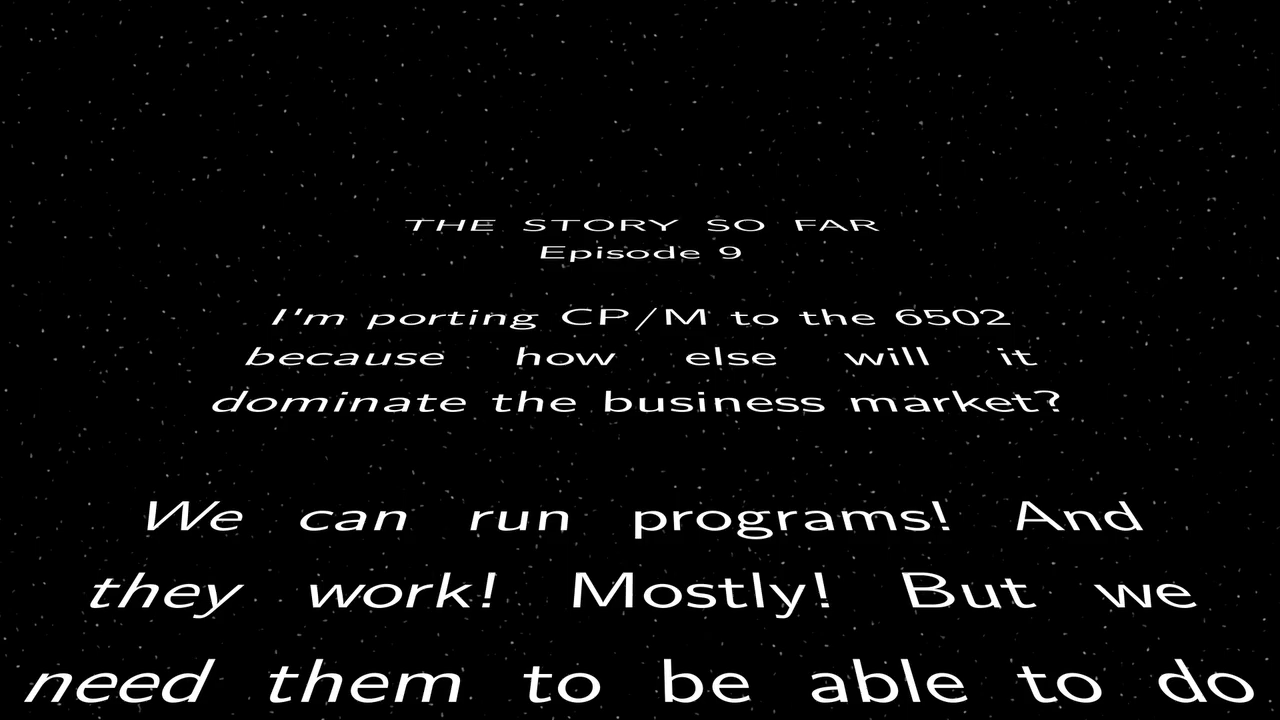 THE STORY SO FAR
Episode 9
I'm porting CP/M to the 6502
because how else will it
dominate the business market?
We can run programs! And
they work! Mostly! But we
need them to be able to do